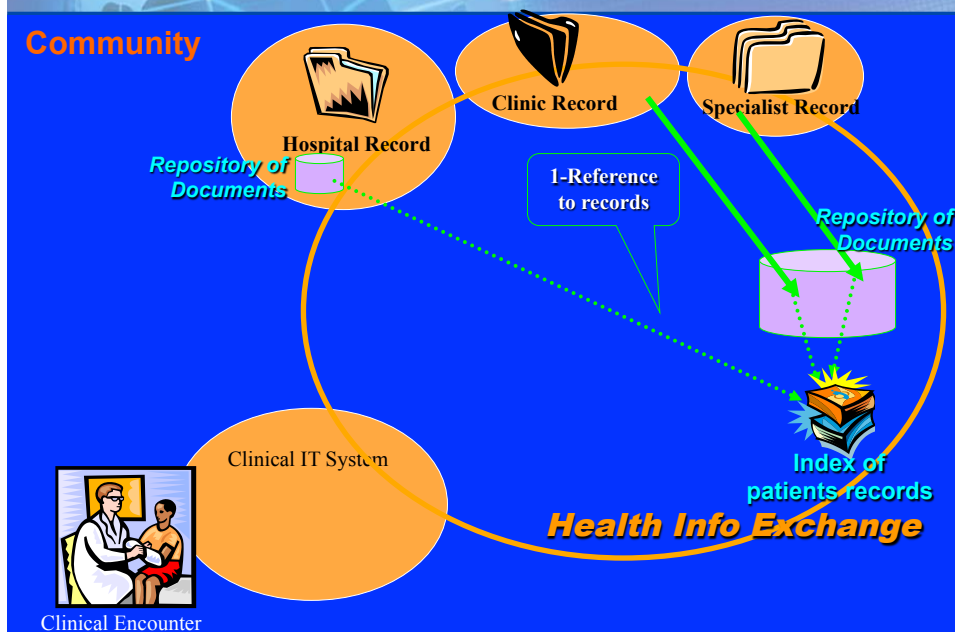 Community
Clinic Record
Specialist Record
Hospital Record
Repository of
Documents
1-Reference
to records
Repository of
Documents
Clinical IT System
Index of
patients records
Health Info Exchange
Clinical Encounter